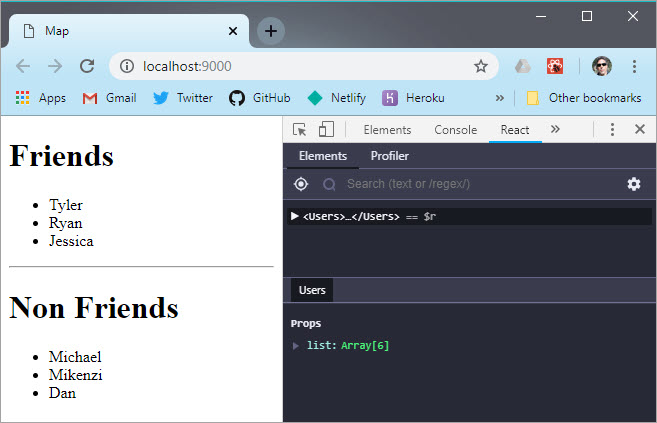 Map
localhost:9000
Apps Gmail Twitter GitHub Netlify Heroku » Other bookmarks
Elements Console React »
Elements Profiler
Search (text or /regex/)
<Users>…</Users> == $r
Users
Props
list: Array[6]
Friends
Tyler
Ryan
Jessica
Non Friends
Michael
Mikenzi
Dan